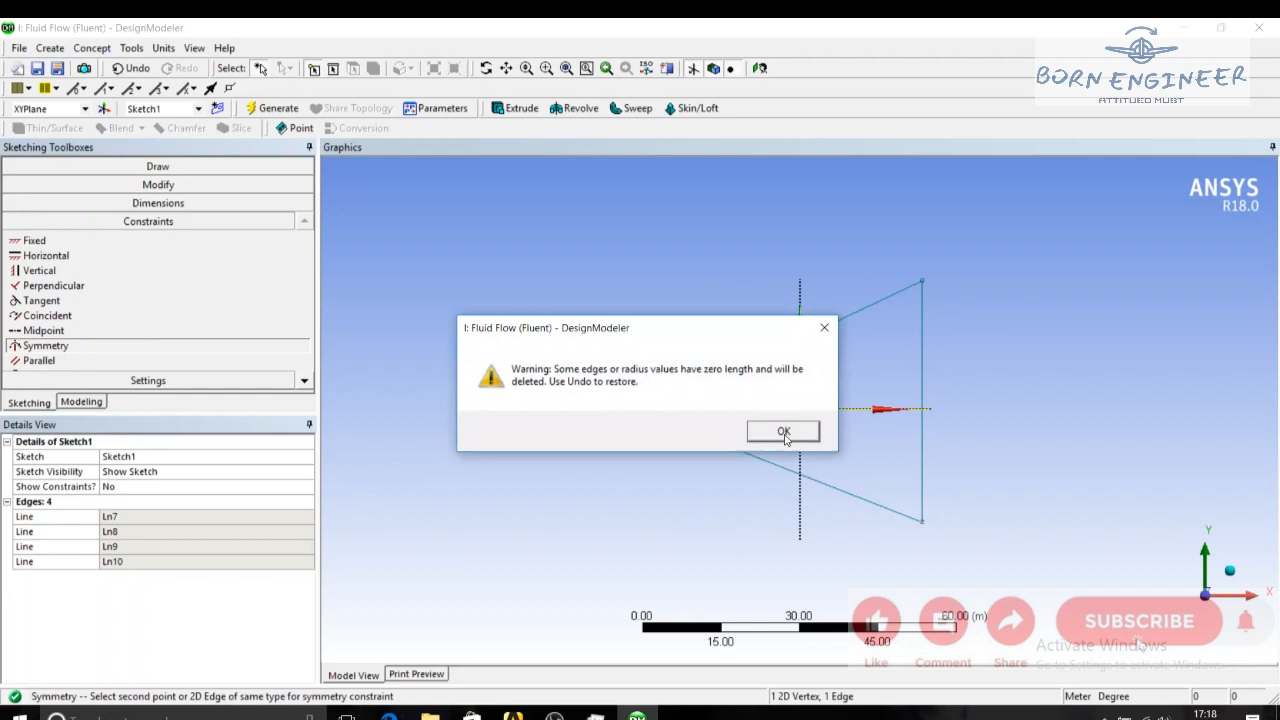 I: Fluid Flow (Fluent) - DesignModeler
File Create Concept Tools Units View Help
Undo Redo Select:
XYPlane Sketch1 Generate Share Topology Parameters Extrude Revolve Sweep Skin/Loft
Thin/Surface Blend Chamfer Slice Point Conversion
BORN ENGINEER
ATTITUED MUST
Sketching Toolboxes
Draw
Modify
Dimensions
Constraints
Fixed
Horizontal
Vertical
Perpendicular
Tangent
Coincident
Midpoint
Symmetry
Parallel
Settings
Sketching Modeling
Details View
Details of Sketch1
Sketch Sketch1
Sketch Visibility Show Sketch
Show Constraints? No
Edges: 4
Line Ln7
Line Ln8
Line Ln9
Line Ln10
Graphics
ANSYS
R18.0
I: Fluid Flow (Fluent) - DesignModeler
Warning: Some edges or radius values have zero length and will be
deleted. Use Undo to restore.
OK
Y
X
0.00 30.00 60.00 (m)
15.00 45.00
SUBSCRIBE
Like Comment Share
Activate Windows
Go to Settings to activate Windows.
Model View Print Preview
Symmetry -- Select second point or 2D Edge of same type for symmetry constraint
1 2D Vertex, 1 Edge
Meter Degree 0 0
17:18